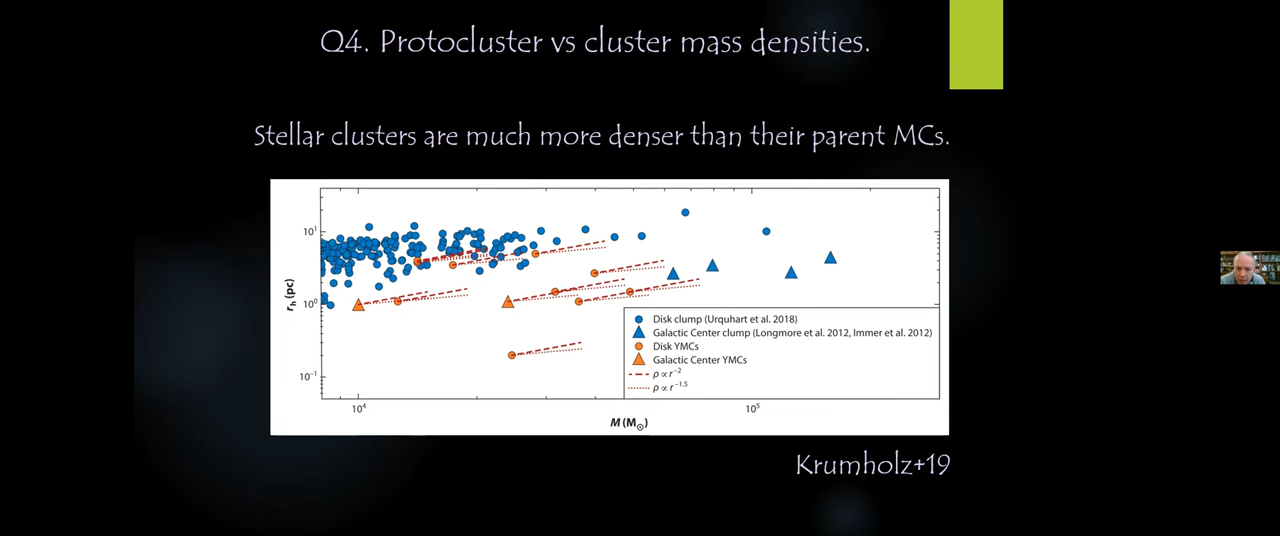 Q4. Protocluster vs cluster mass densities.
Stellar clusters are much more denser than their parent MCs.
10¹
10⁰
10⁻¹
rₕ (pc)
Disk clump (Urquhart et al. 2018)
Galactic Center clump (Longmore et al. 2012, Immer et al. 2012)
Disk YMCs
Galactic Center YMCs
ρ ∝ r⁻²
ρ ∝ r⁻¹·⁵
10⁴
10⁵
M (M⊙)
Krumholz+19